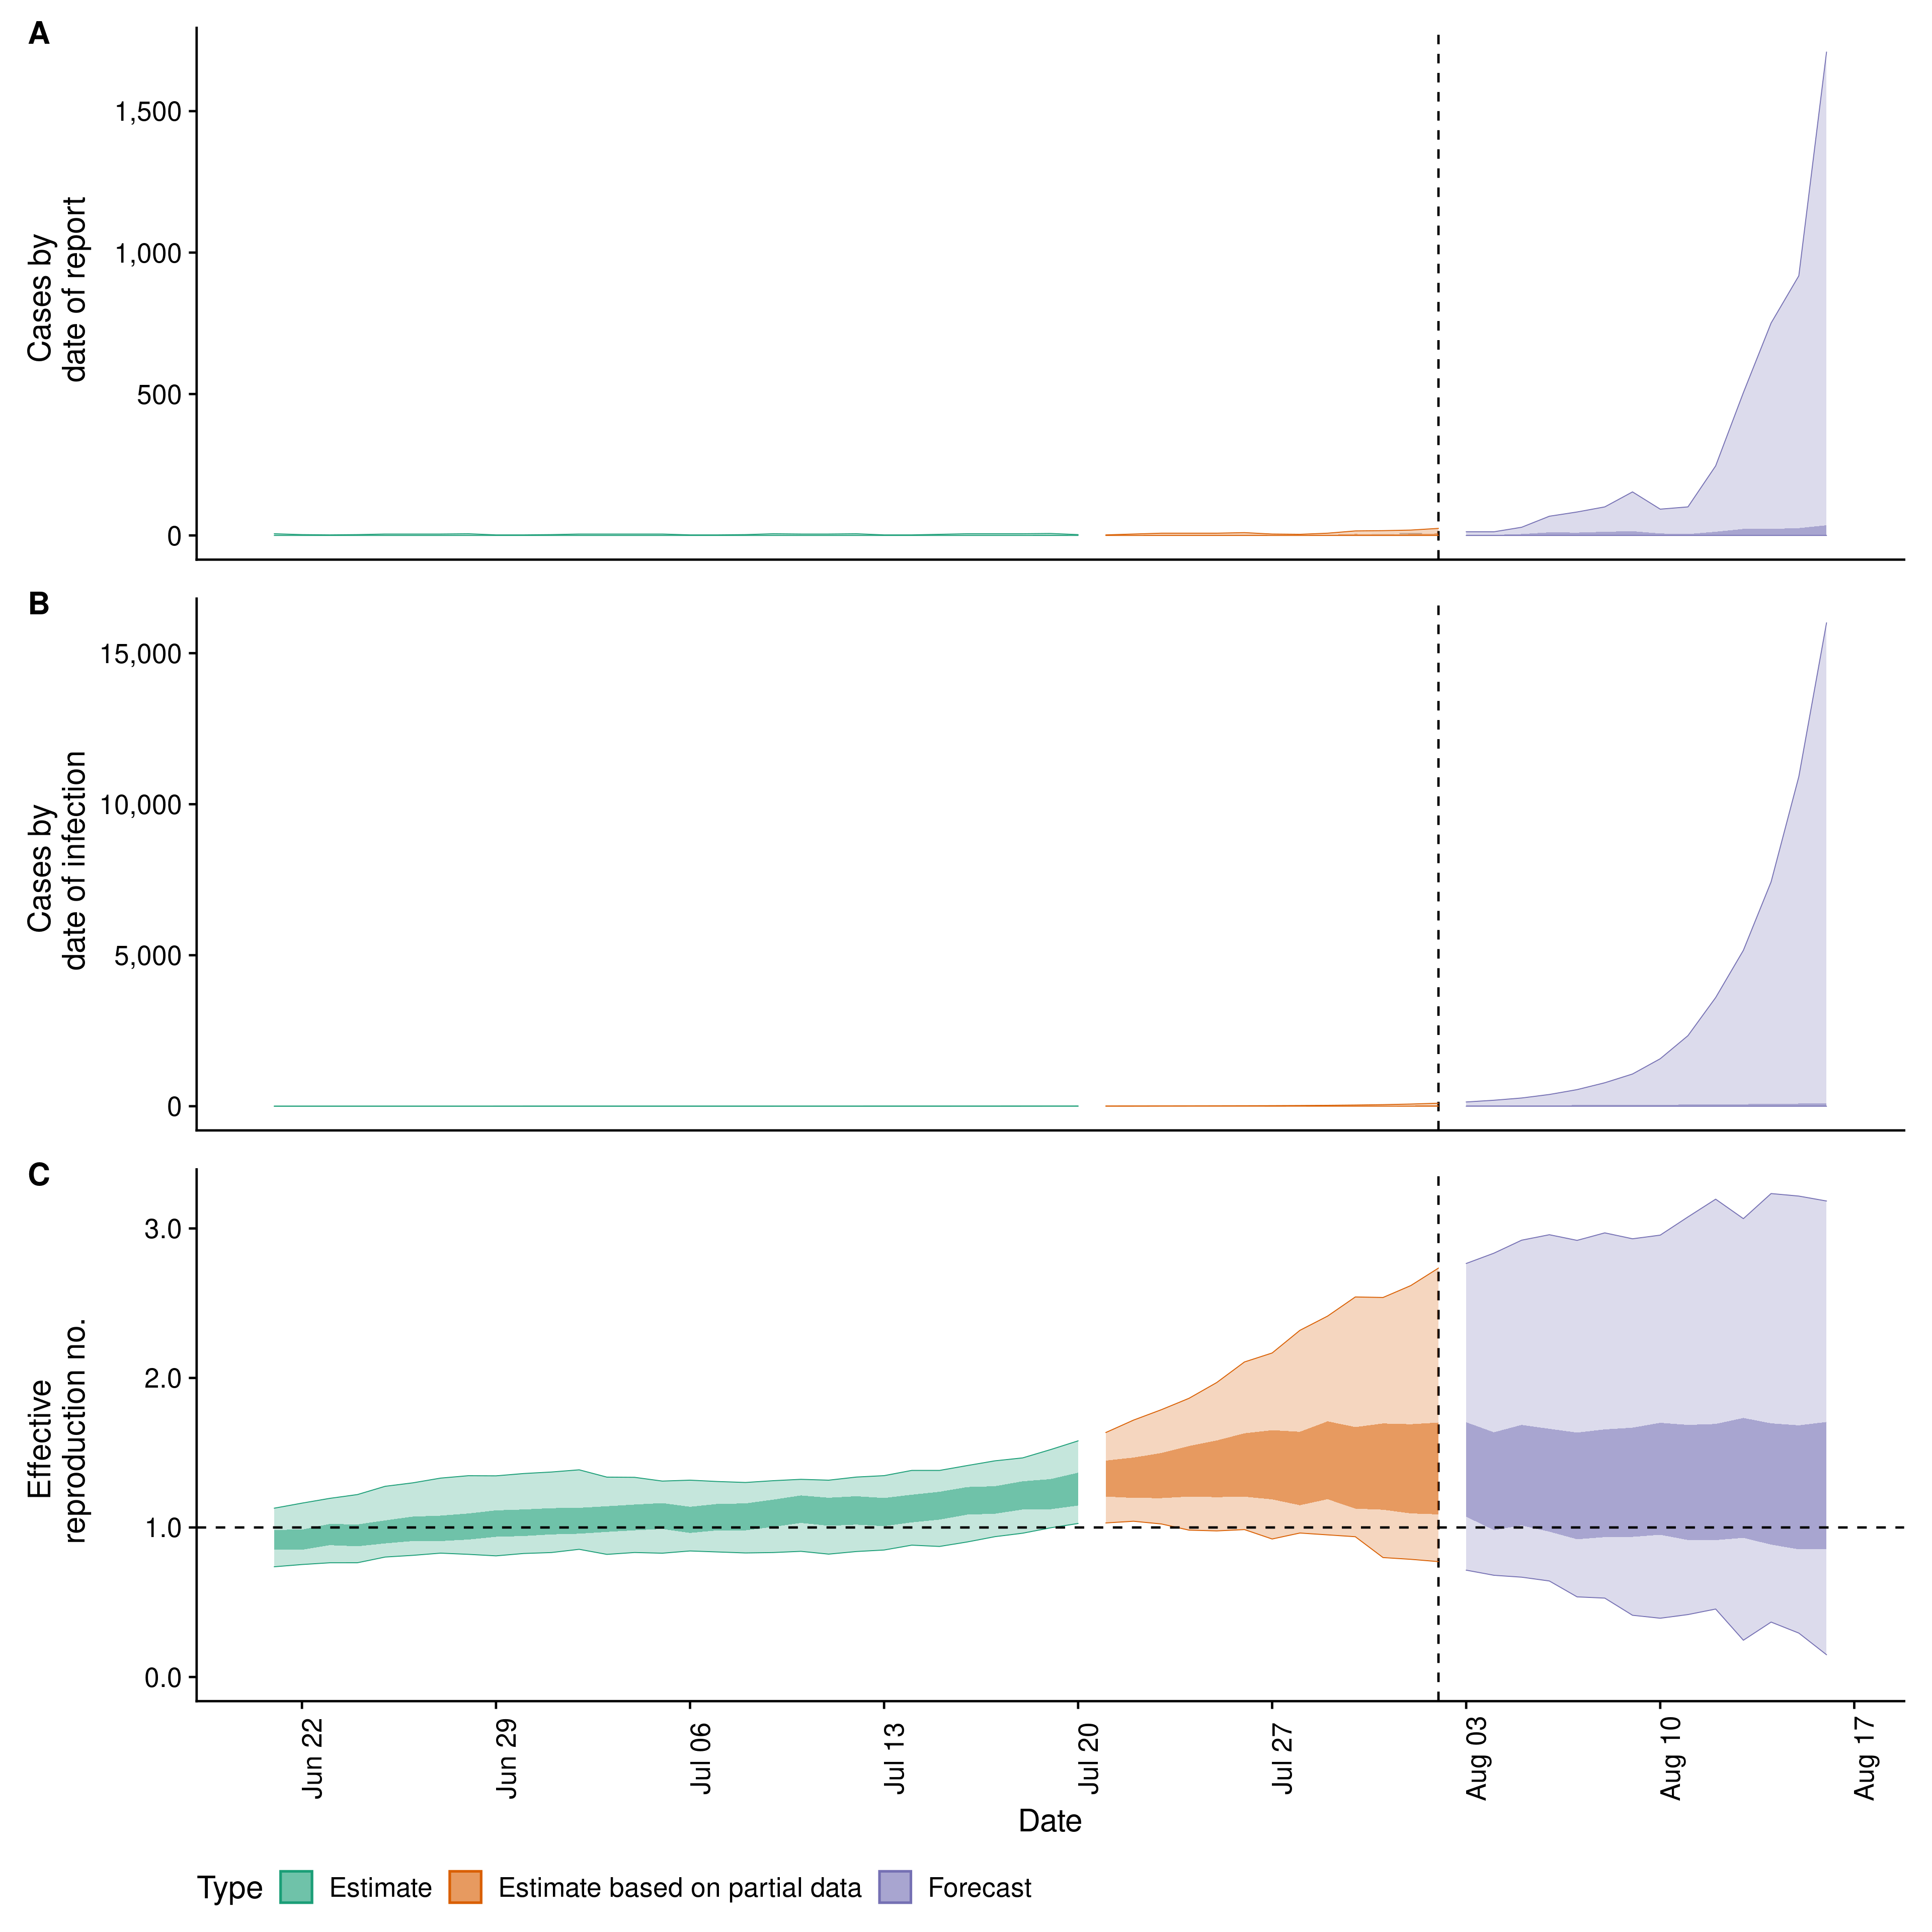 A
Cases by
date of report
1,500
1,000
500
0
B
Cases by
date of infection
15,000
10,000
5,000
0
C
Effective
reproduction no.
3.0
2.0
1.0
0.0
Jun 22
Jun 29
Jul 06
Jul 13
Jul 20
Jul 27
Aug 03
Aug 10
Aug 17
Date
Type Estimate Estimate based on partial data Forecast